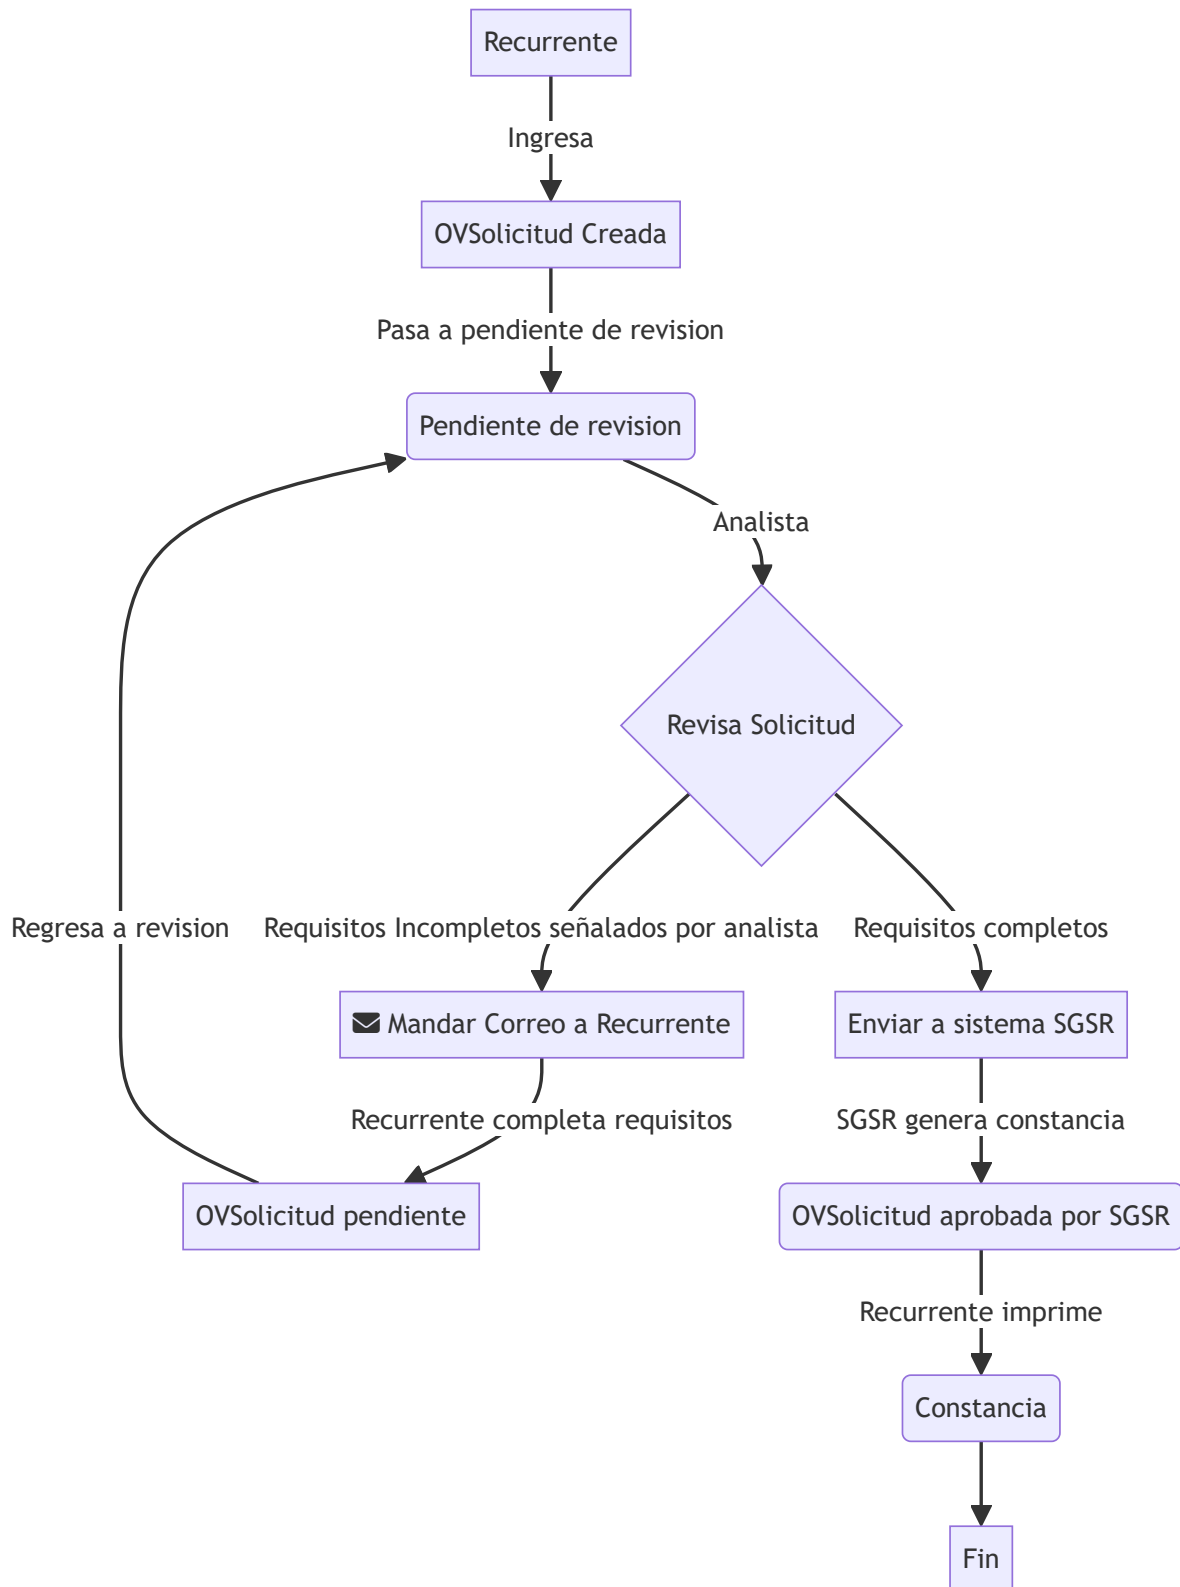 Recurrente
Ingresa
OVSolicitud Creada
Pasa a pendiente de revision
Pendiente de revision
Analista
Revisa Solicitud
Regresa a revision
Requisitos Incompletos señalados por analista
Requisitos completos
Mandar Correo a Recurrente
Enviar a sistema SGSR
Recurrente completa requisitos
SGSR genera constancia
OVSolicitud pendiente
OVSolicitud aprobada por SGSR
Recurrente imprime
Constancia
Fin